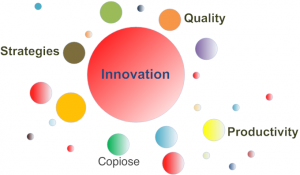 Quality
Strategies
Innovation
Productivity
Copiose